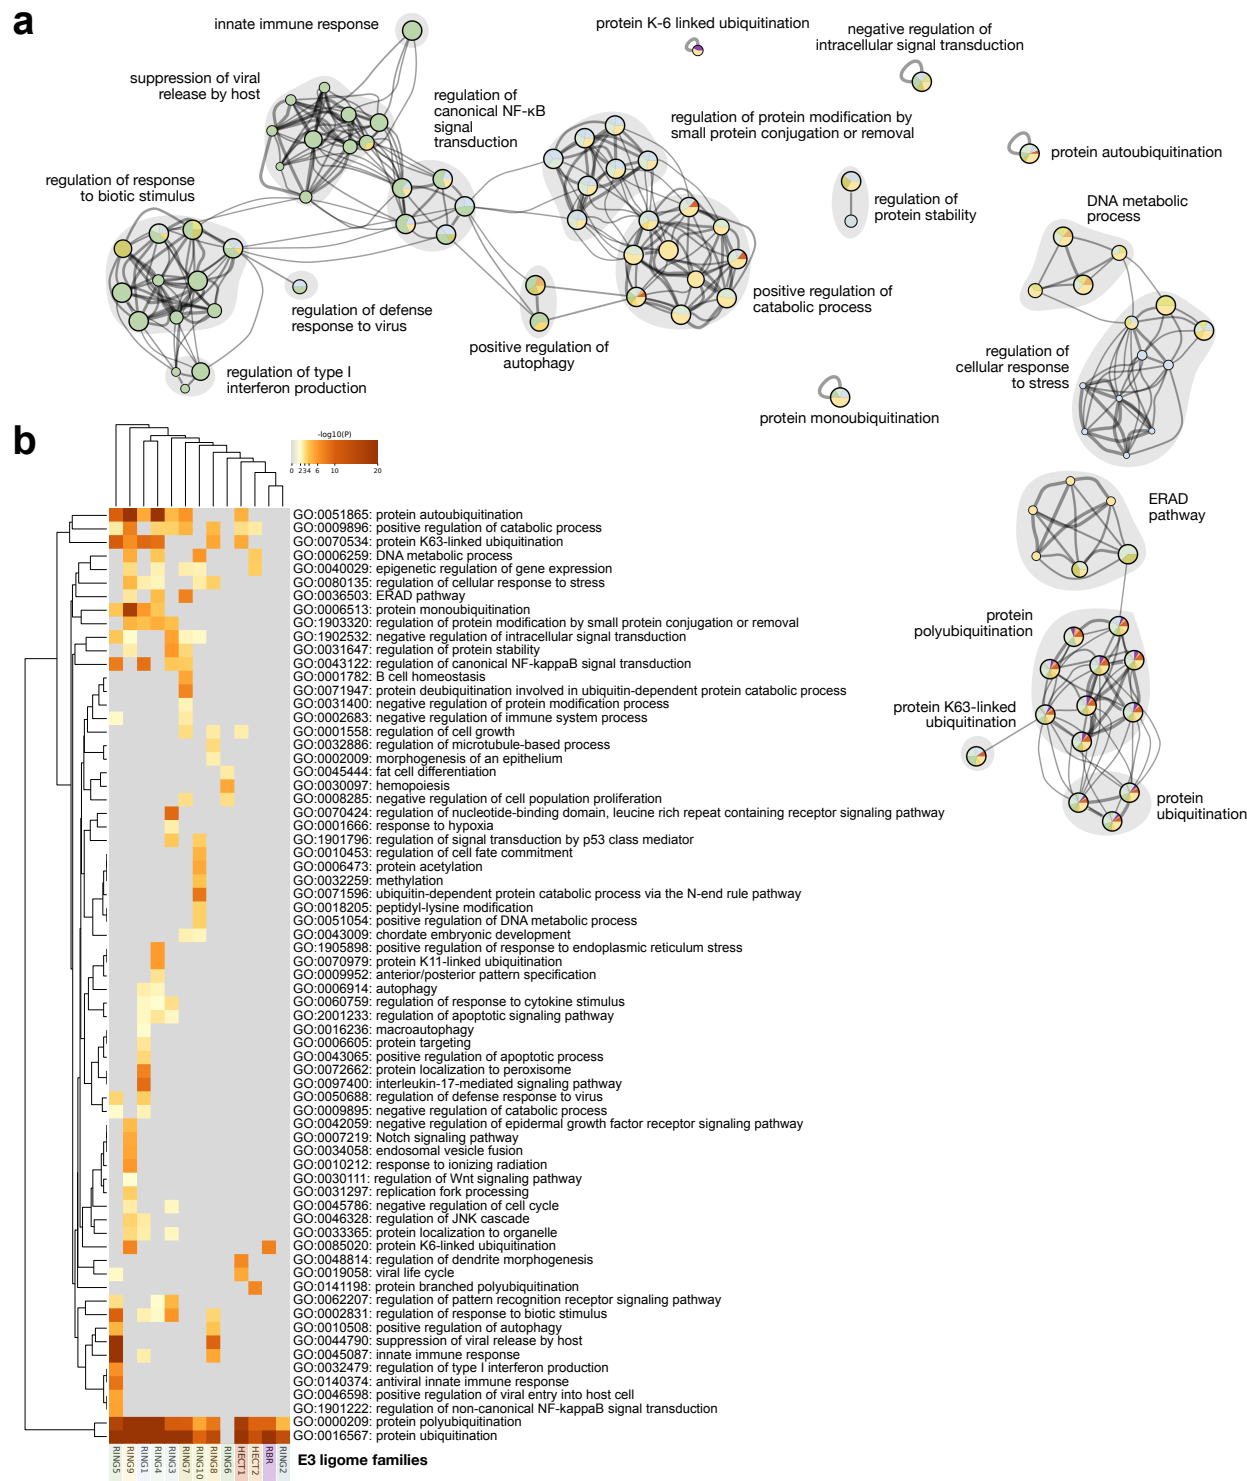 a
innate immune response
protein K-6 linked ubiquitination
negative regulation of
intracellular signal transduction
suppression of viral
release by host
regulation of
canonical NF-κB
signal
transduction
regulation of protein modification by
small protein conjugation or removal
protein autoubiquitination
regulation of response
to biotic stimulus
regulation of
protein stability
DNA metabolic
process
regulation of defense
response to virus
positive regulation of
catabolic process
positive regulation of
autophagy
regulation of
cellular response
to stress
regulation of type I
interferon production
protein monoubiquitination
ERAD
pathway
protein
polyubiquitination
protein K63-linked
ubiquitination
protein
ubiquitination
b
-log10(P)
0 2 3 4 6 10 20
GO:0051865: protein autoubiquitination
GO:0009896: positive regulation of catabolic process
GO:0070534: protein K63-linked ubiquitination
GO:0006259: DNA metabolic process
GO:0040029: epigenetic regulation of gene expression
GO:0080135: regulation of cellular response to stress
GO:0036503: ERAD pathway
GO:0006513: protein monoubiquitination
GO:1903320: regulation of protein modification by small protein conjugation or removal
GO:1902532: negative regulation of intracellular signal transduction
GO:0031647: regulation of protein stability
GO:0043122: regulation of canonical NF-kappaB signal transduction
GO:0001782: B cell homeostasis
GO:0071947: protein deubiquitination involved in ubiquitin-dependent protein catabolic process
GO:0031400: negative regulation of protein modification process
GO:0002683: negative regulation of immune system process
GO:0001558: regulation of cell growth
GO:0032886: regulation of microtubule-based process
GO:0002009: morphogenesis of an epithelium
GO:0045444: fat cell differentiation
GO:0030097: hemopoiesis
GO:0008285: negative regulation of cell population proliferation
GO:0070424: regulation of nucleotide-binding domain, leucine rich repeat containing receptor signaling pathway
GO:0001666: response to hypoxia
GO:1901796: regulation of signal transduction by p53 class mediator
GO:0010453: regulation of cell fate commitment
GO:0006473: protein acetylation
GO:0032259: methylation
GO:0071596: ubiquitin-dependent protein catabolic process via the N-end rule pathway
GO:0018205: peptidyl-lysine modification
GO:0051054: positive regulation of DNA metabolic process
GO:0043009: chordate embryonic development
GO:1905898: positive regulation of response to endoplasmic reticulum stress
GO:0070979: protein K11-linked ubiquitination
GO:0009952: anterior/posterior pattern specification
GO:0006914: autophagy
GO:0060759: regulation of response to cytokine stimulus
GO:2001233: regulation of apoptotic signaling pathway
GO:0016236: macroautophagy
GO:0006605: protein targeting
GO:0043065: positive regulation of apoptotic process
GO:0072662: protein localization to peroxisome
GO:0097400: interleukin-17-mediated signaling pathway
GO:0050688: regulation of defense response to virus
GO:0009895: negative regulation of catabolic process
GO:0042059: negative regulation of epidermal growth factor receptor signaling pathway
GO:0007219: Notch signaling pathway
GO:0034058: endosomal vesicle fusion
GO:0010212: response to ionizing radiation
GO:0030111: regulation of Wnt signaling pathway
GO:0031297: replication fork processing
GO:0045786: negative regulation of cell cycle
GO:0046328: regulation of JNK cascade
GO:0033365: protein localization to organelle
GO:0085020: protein K6-linked ubiquitination
GO:0048814: regulation of dendrite morphogenesis
GO:0019058: viral life cycle
GO:0141198: protein branched polyubiquitination
GO:0062207: regulation of pattern recognition receptor signaling pathway
GO:0002831: regulation of response to biotic stimulus
GO:0010508: positive regulation of autophagy
GO:0044790: suppression of viral release by host
GO:0045087: innate immune response
GO:0032479: regulation of type I interferon production
GO:0140374: antiviral innate immune response
GO:0046598: positive regulation of viral entry into host cell
GO:1901222: regulation of non-canonical NF-kappaB signal transduction
GO:0000209: protein polyubiquitination
GO:0016567: protein ubiquitination
RING5
RING9
RING1
RING4
RING3
RING7
RING10
RING8
RING6
HECT1
HECT2
RBR
RING2
E3 ligome families